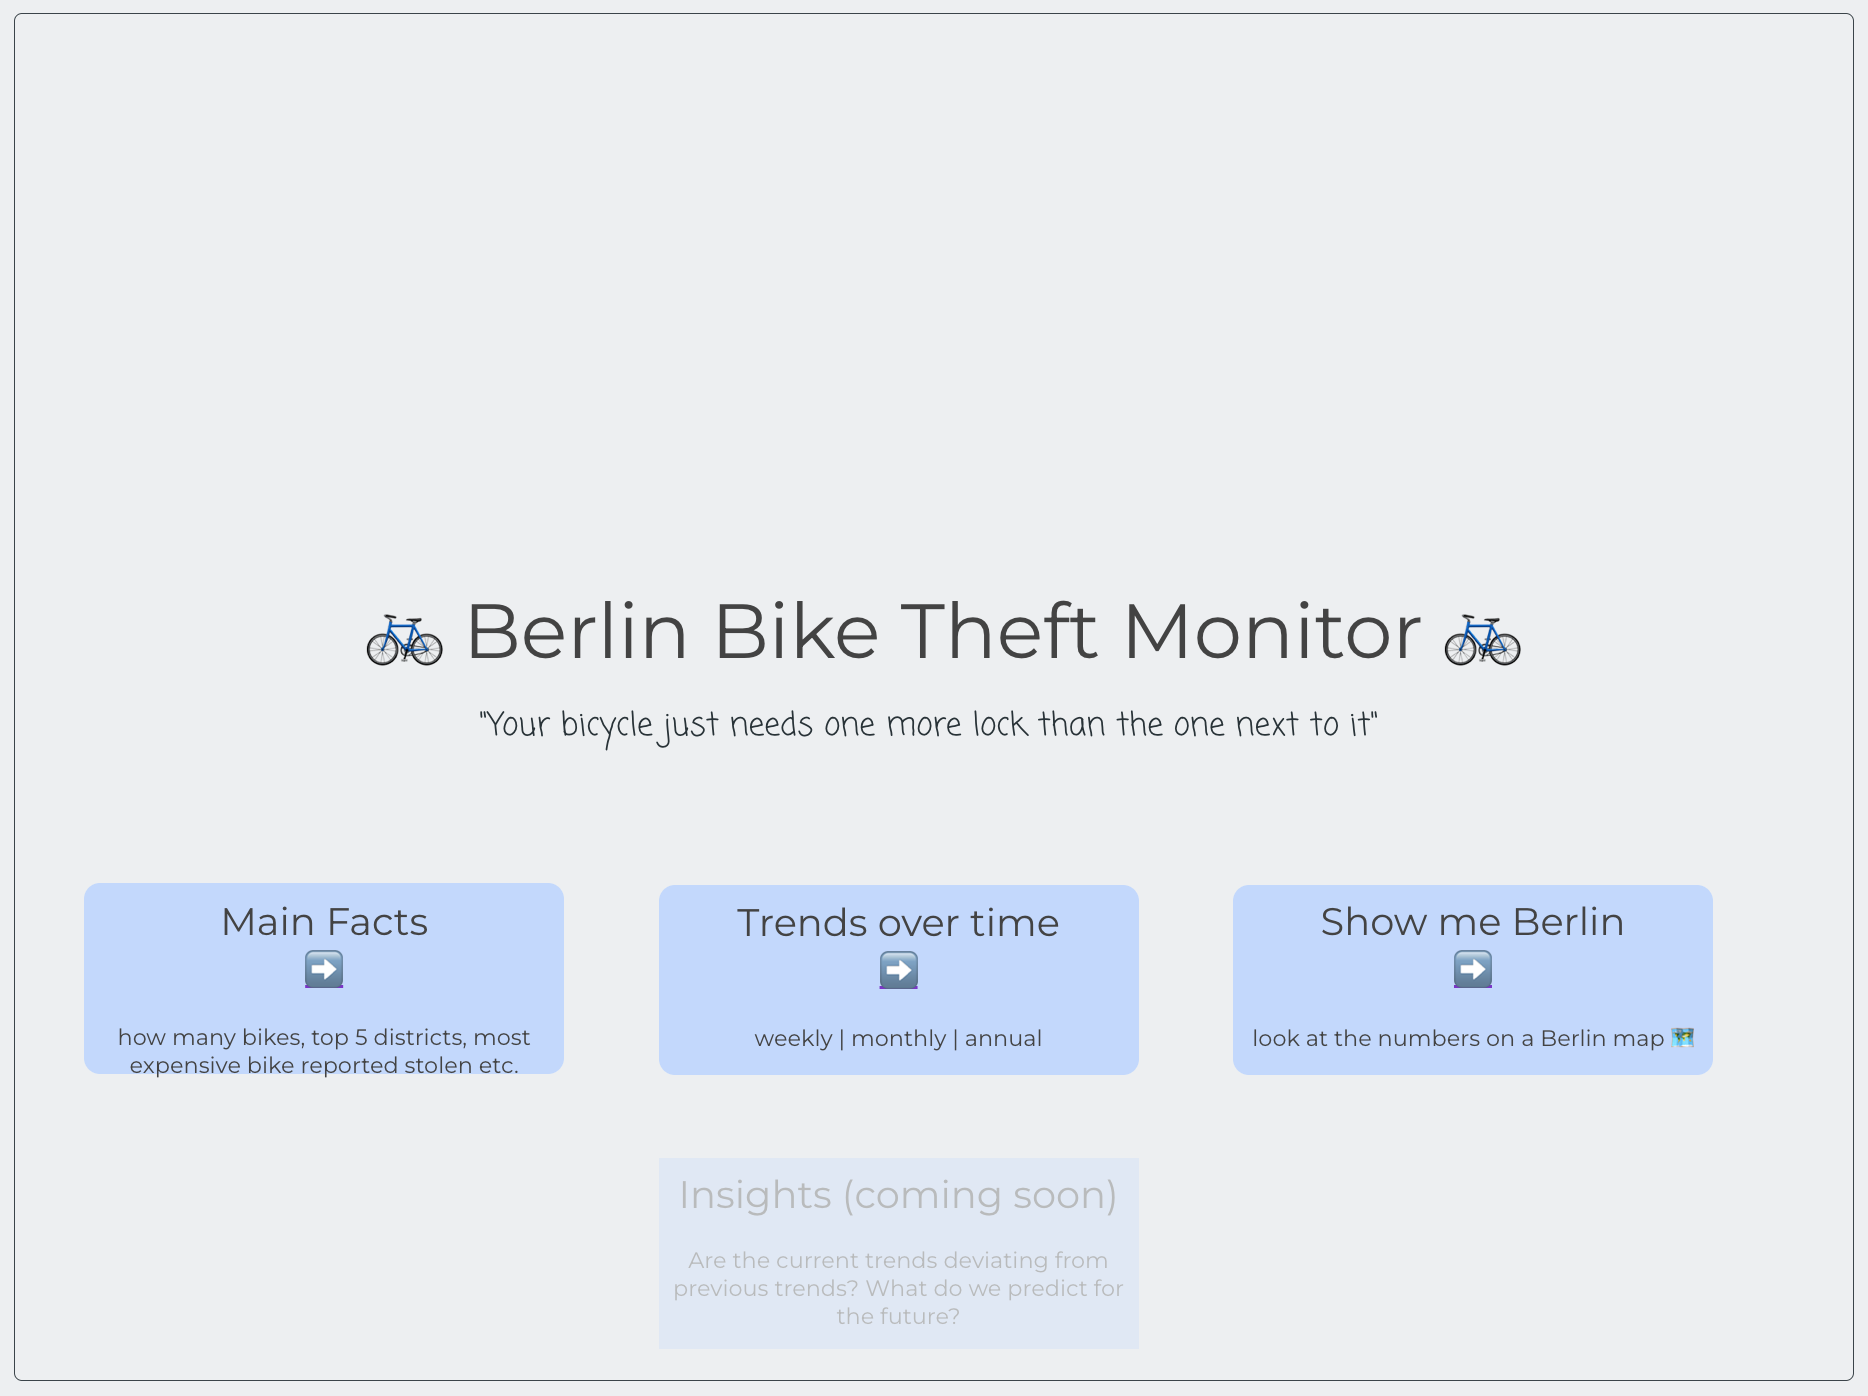 🚲 Berlin Bike Theft Monitor 🚲
"Your bicycle just needs one more lock than the one next to it"
Main Facts
➡️
how many bikes, top 5 districts, most
expensive bike reported stolen etc.
Trends over time
➡️
weekly | monthly | annual
Show me Berlin
➡️
look at the numbers on a Berlin map 🗺️
Insights (coming soon)
Are the current trends deviating from
previous trends? What do we predict for
the future?